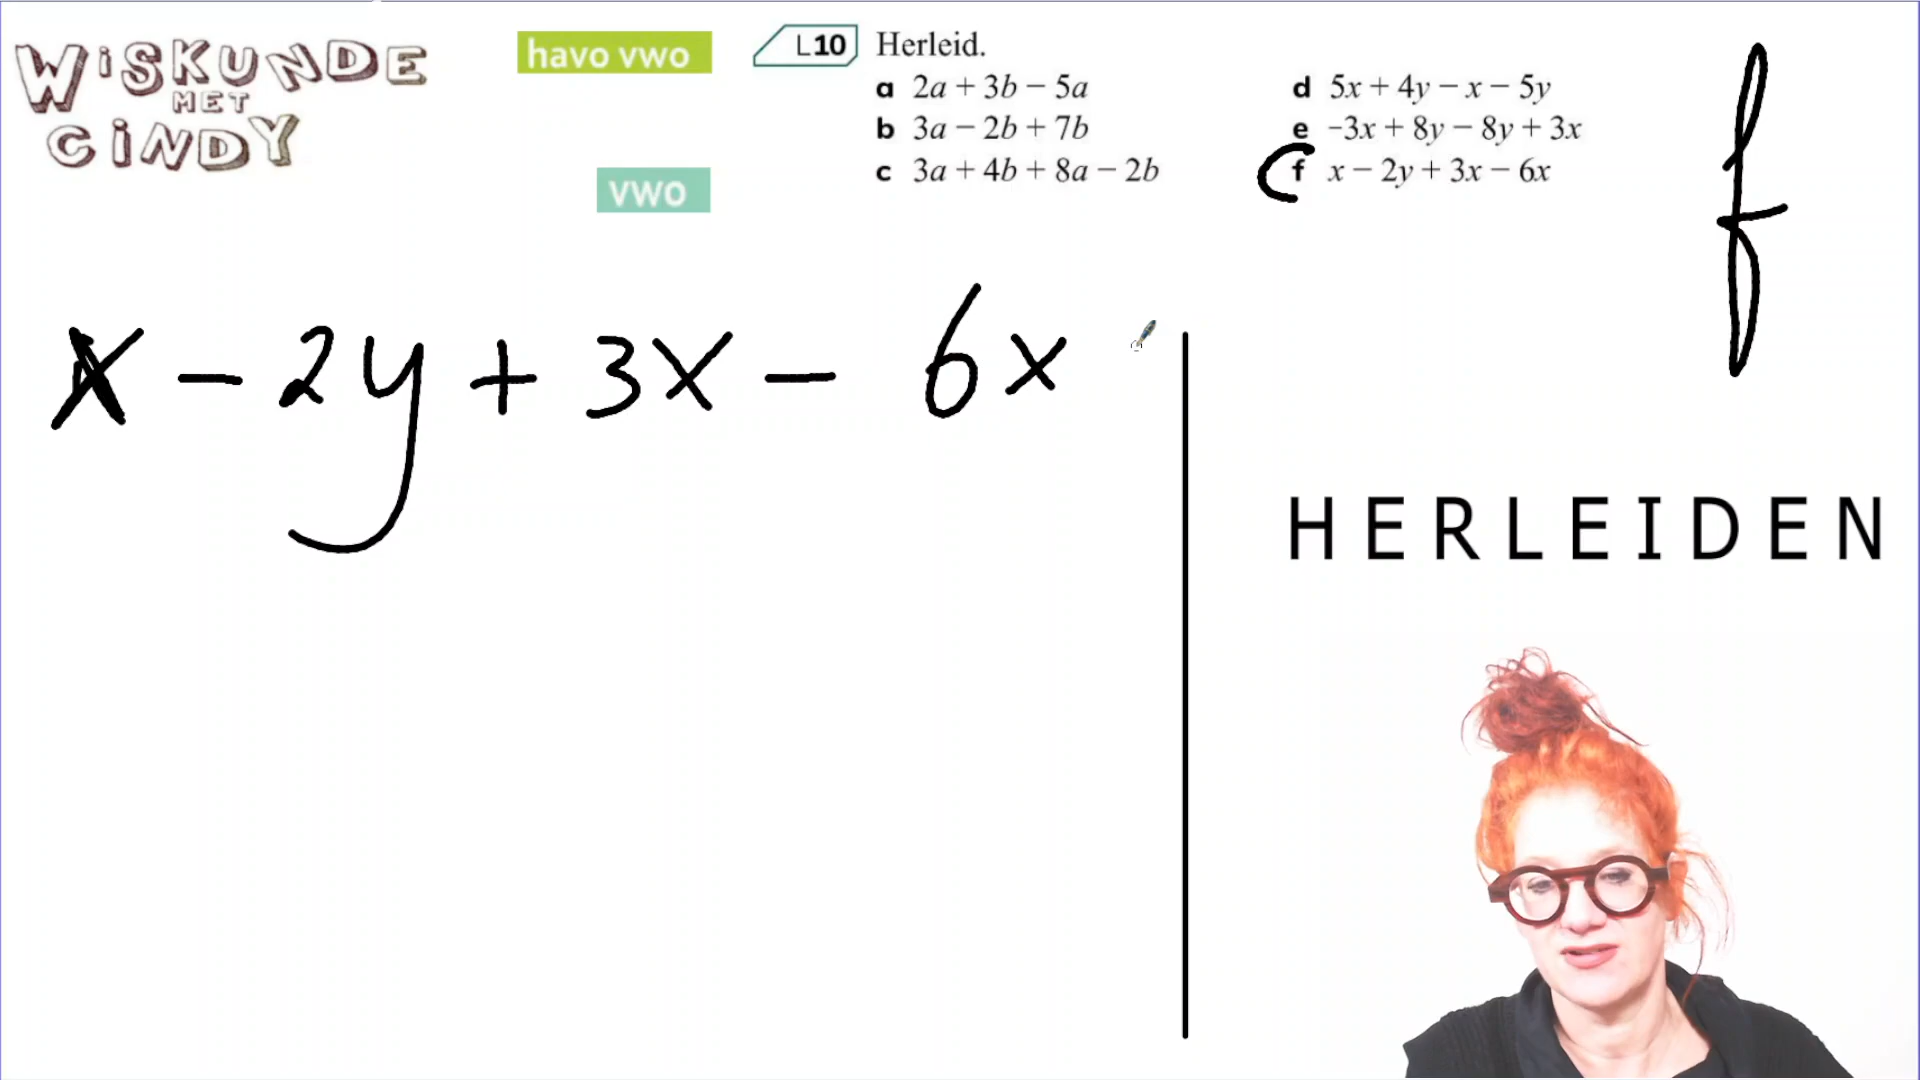 WISKUNDE
MET
CINDY
havo vwo
vwo
L10 Herleid.
a 2a + 3b − 5a
b 3a − 2b + 7b
c 3a + 4b + 8a − 2b
d 5x + 4y − x − 5y
e -3x + 8y − 8y + 3x
f x − 2y + 3x − 6x
f
x − 2y + 3x − 6x
HERLEIDEN